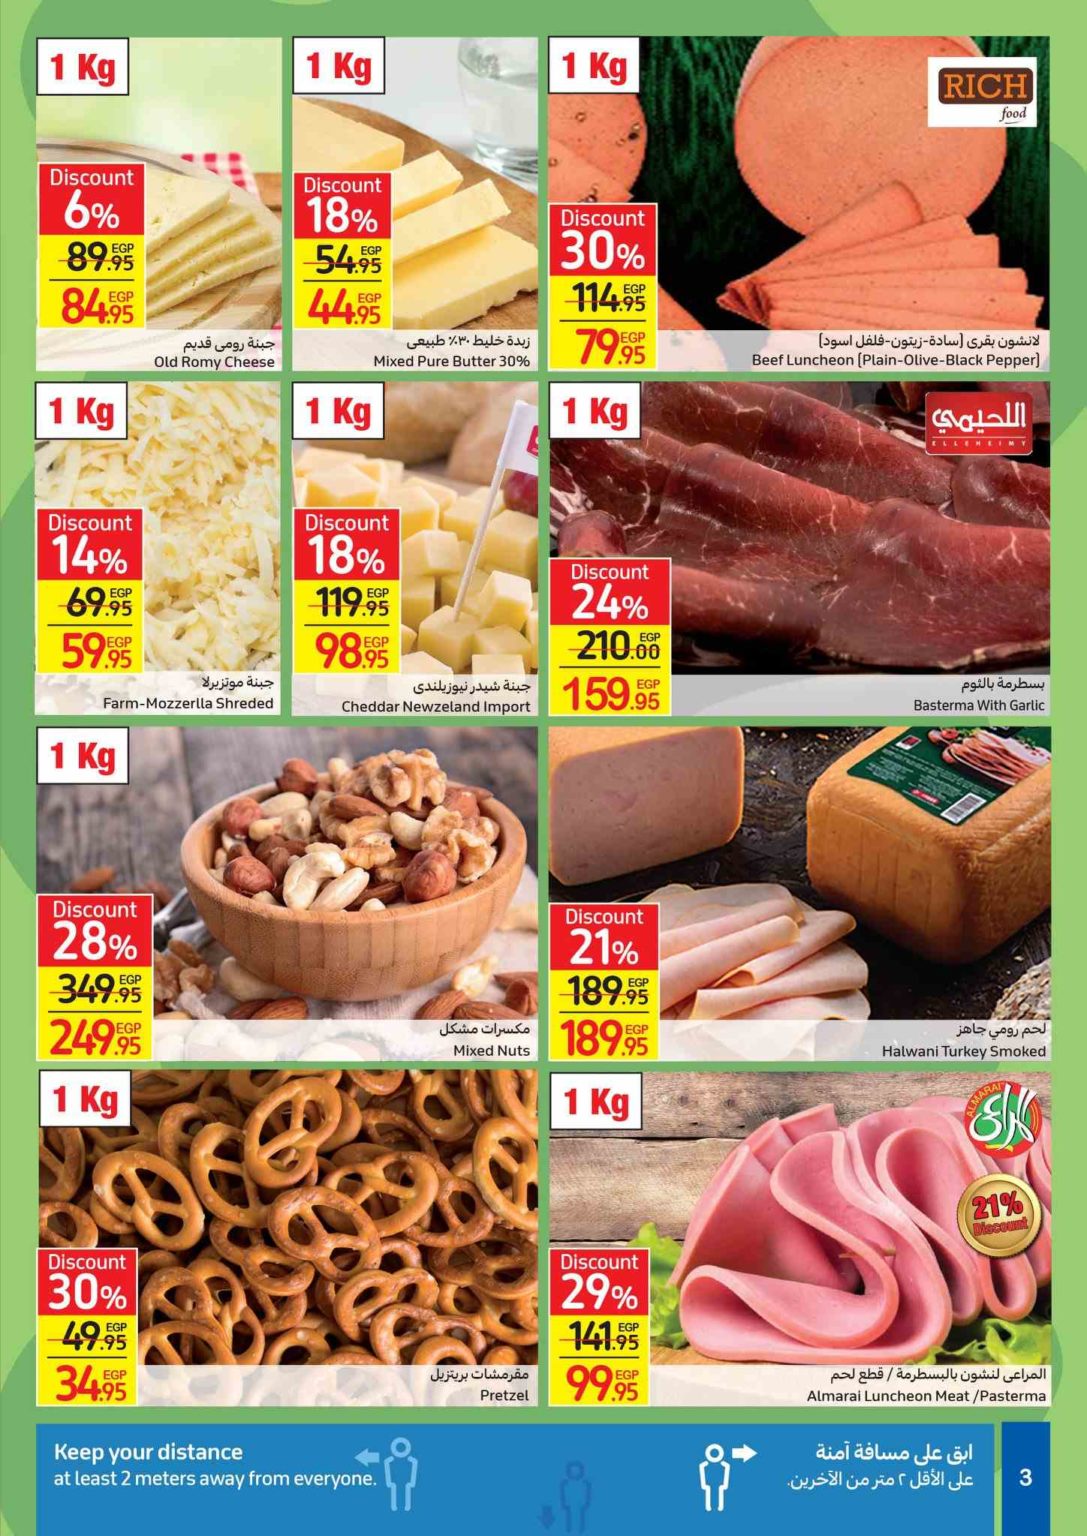 1 Kg
Discount
6%
89.95 EGP
84.95 EGP
جبنة رومى قديم
Old Romy Cheese
1 Kg
Discount
18%
54.95 EGP
44.95 EGP
زبدة خليط ٣٠٪ طبيعى
Mixed Pure Butter 30%
1 Kg
RICH
food
Discount
30%
114.95 EGP
79.95 EGP
لانشون بقرى (سادة-زيتون-فلفل اسود)
Beef Luncheon (Plain-Olive-Black Pepper)
1 Kg
Discount
14%
69.95 EGP
59.95 EGP
جبنة موتزيرلا
Farm-Mozzerlla Shreded
1 Kg
Discount
18%
119.95 EGP
98.95 EGP
جبنة شيدر نيوزيلندى
Cheddar Newzeland Import
1 Kg
اللحيمي
ELLEHEIMY
Discount
24%
210.00 EGP
159.95 EGP
بسطرمة بالثوم
Basterma With Garlic
1 Kg
Discount
28%
349.95 EGP
249.95 EGP
مكسرات مشكل
Mixed Nuts
Discount
21%
189.95 EGP
189.95 EGP
لحم رومي جاهز
Halwani Turkey Smoked
1 Kg
Discount
30%
49.95 EGP
34.95 EGP
مقرمشات بريتزيل
Pretzel
1 Kg
ALMARAI
المراعى
21%
Discount
Discount
29%
141.95 EGP
99.95 EGP
المراعى لنشون بالبسطرمة / قطع لحم
Almarai Luncheon Meat /Pasterma
Keep your distance
at least 2 meters away from everyone.
ابق على مسافة آمنة
على الأقل ٢ متر من الآخرين.
3